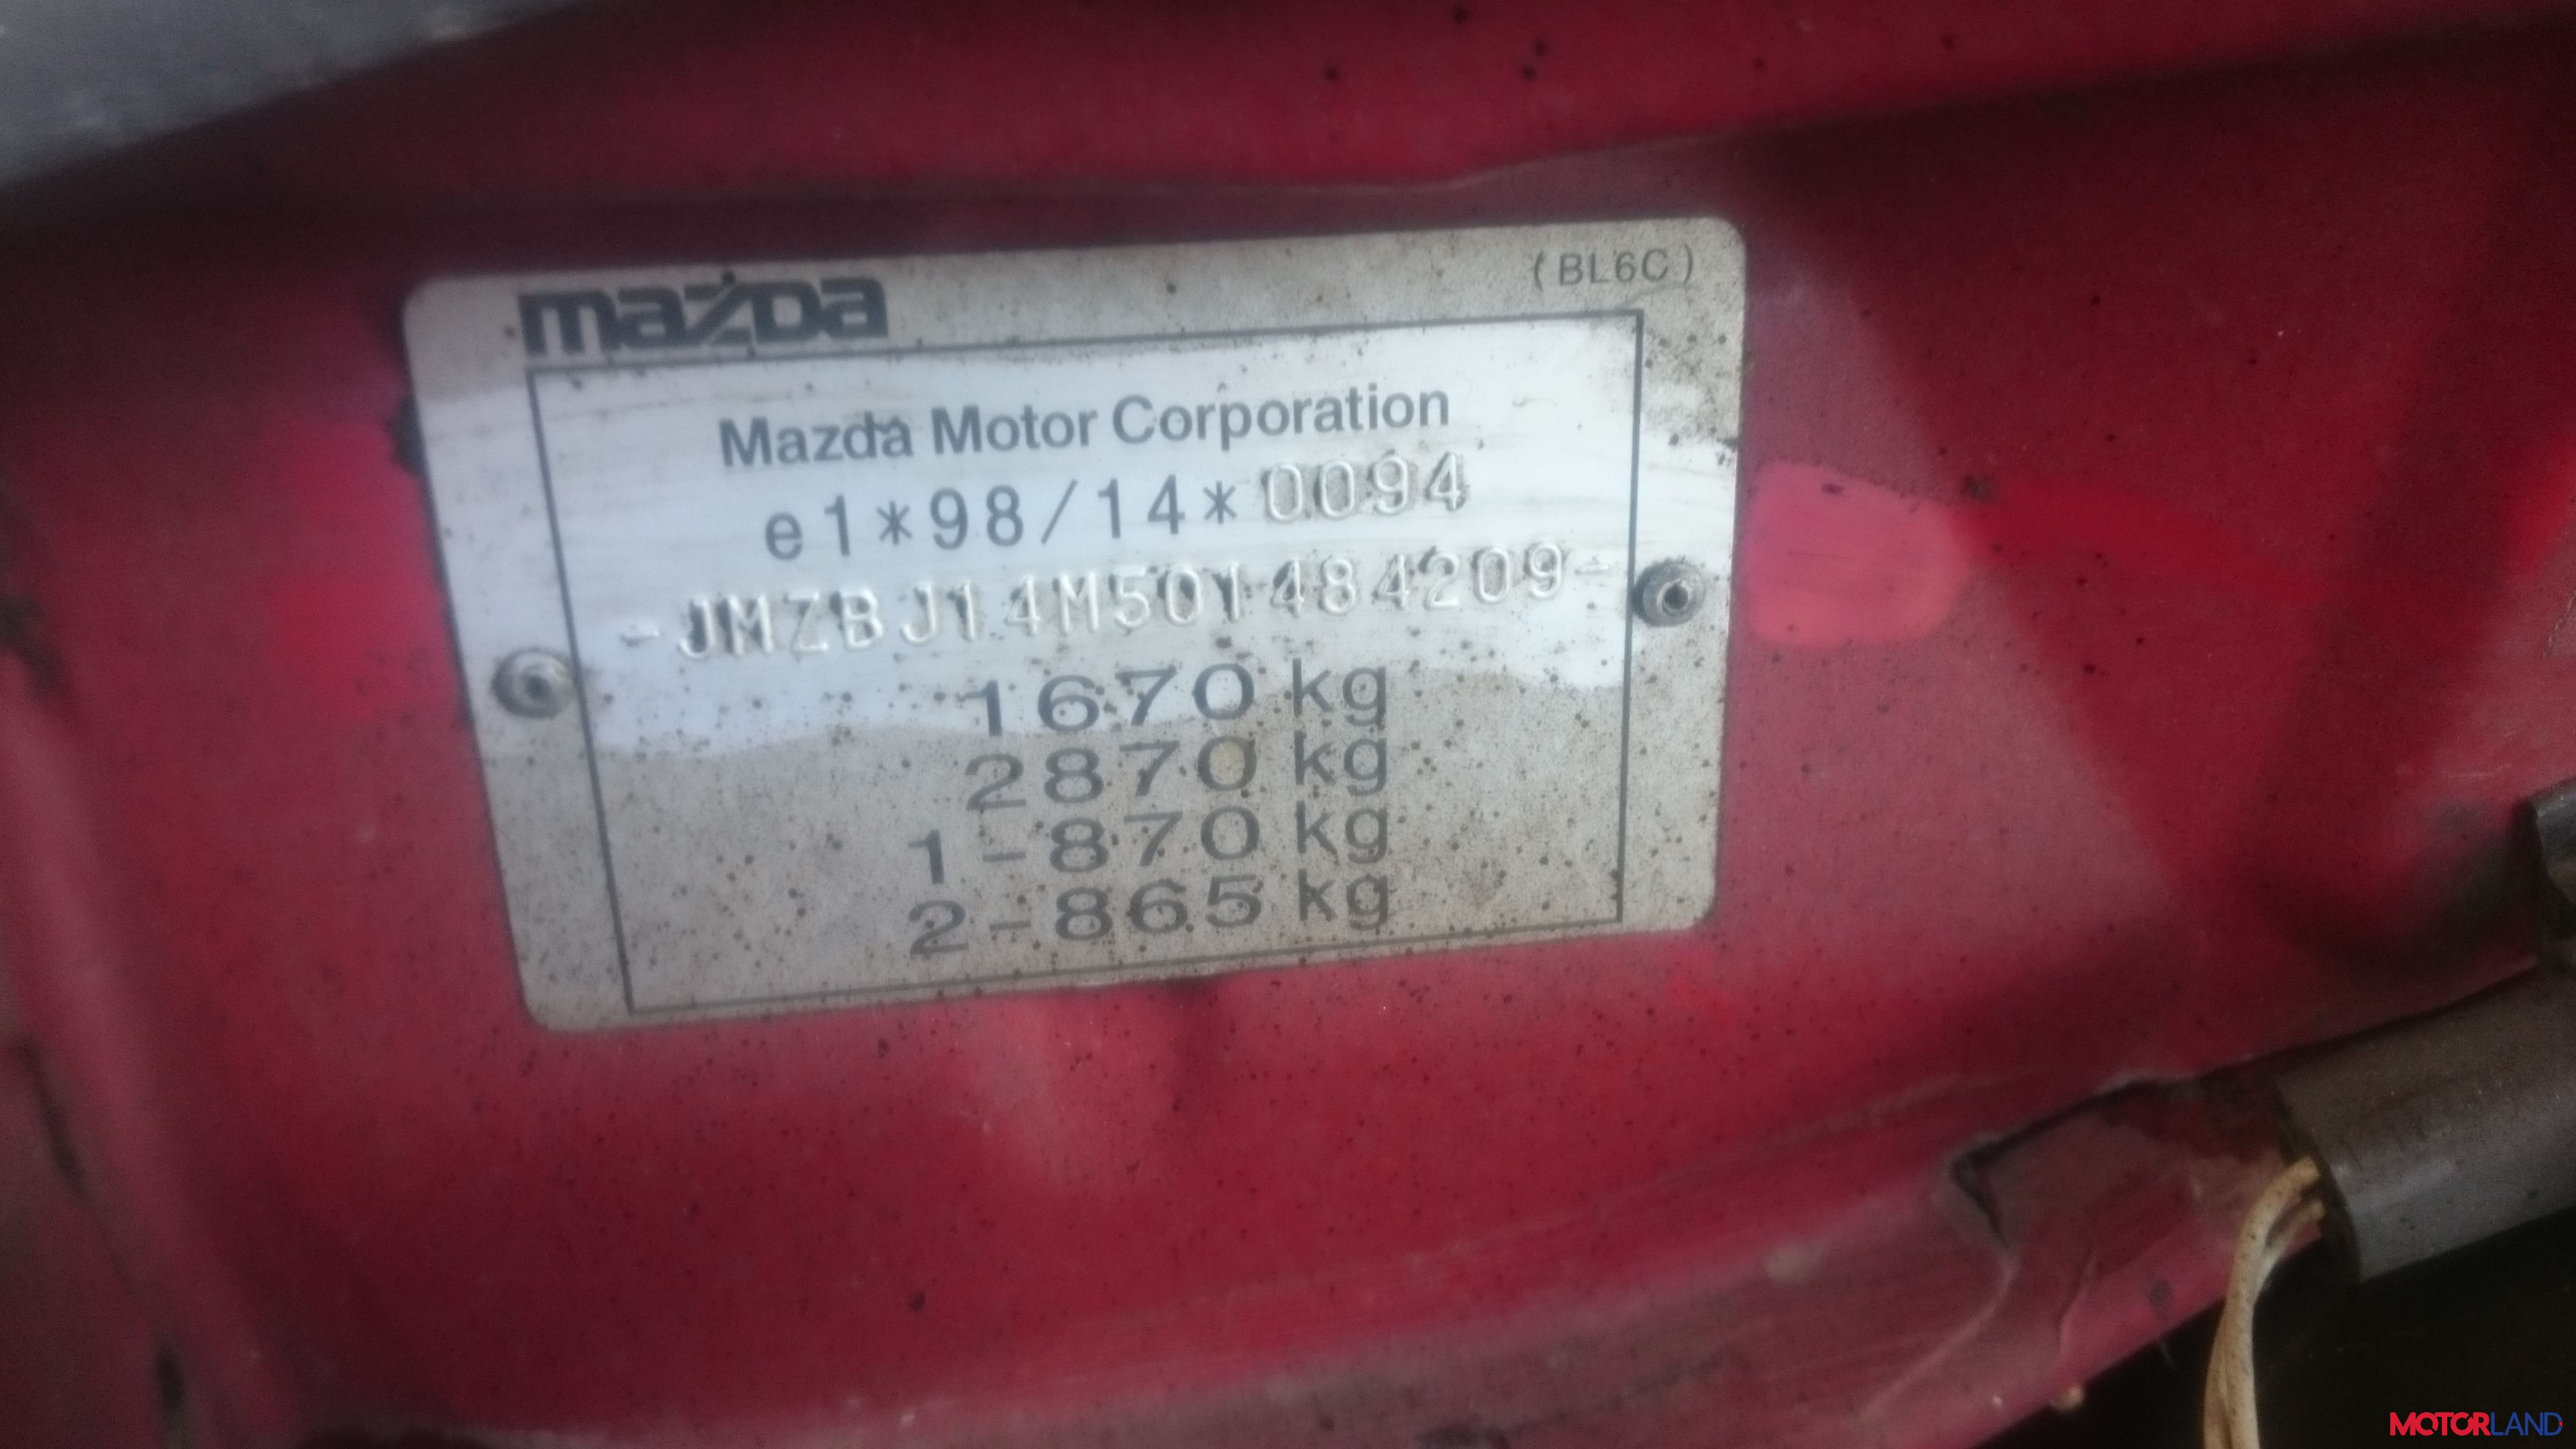 mazda
(BL6C)
Mazda Motor Corporation
e1*98/14*0094
-JMZBJ14M501484209-
1670 kg
2870 kg
1-870 kg
2-865 kg
MOTORLAND